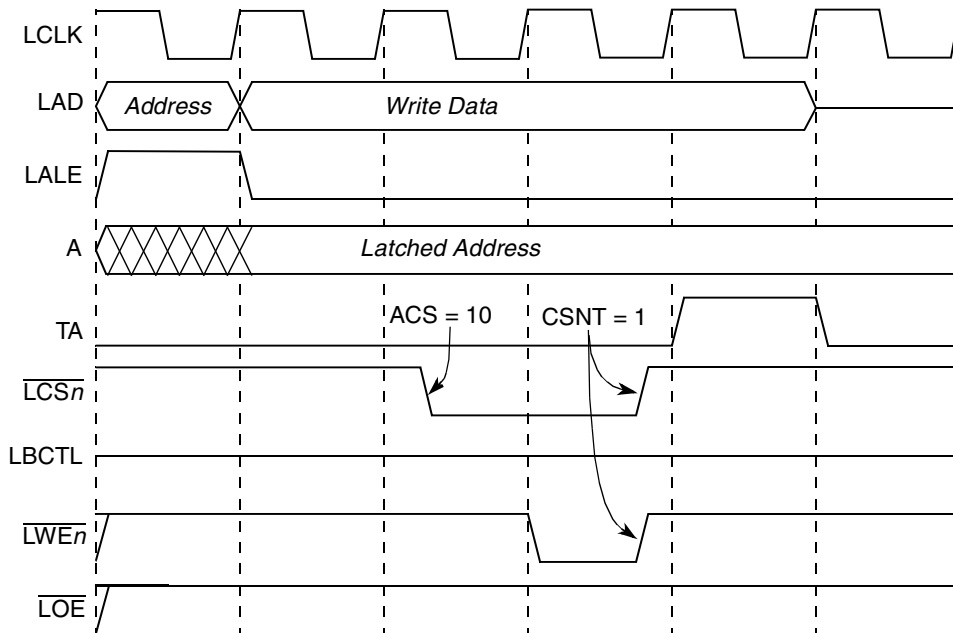 LCLK
LAD Address Write Data
LALE
A Latched Address
ACS = 10 CSNT = 1
TA
LCSn
LBCTL
LWEn
LOE